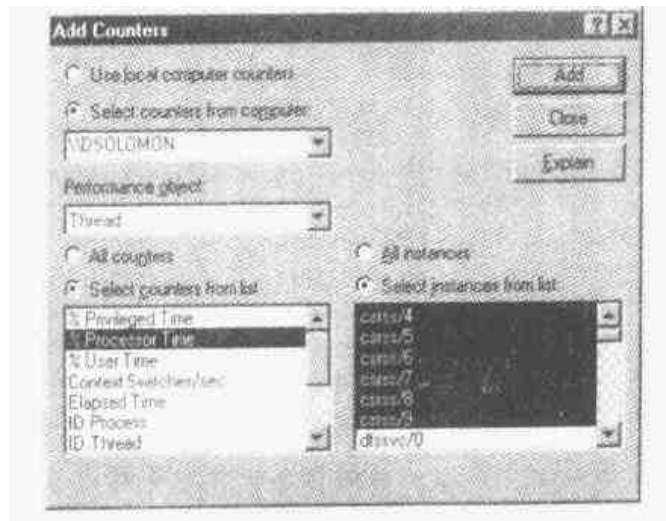 Add Counters
Use local computer counters
Select counters from computer:
\\DSOLOMON
Performance object:
Thread
All counters
Select counters from list
% Privileged Time
% Processor Time
% User Time
Context Switches/sec
Elapsed Time
ID Process
ID Thread
All instances
Select instances from list:
csrss/4
csrss/5
csrss/6
csrss/7
csrss/8
csrss/9
dfssvc/0
Add
Close
Explain